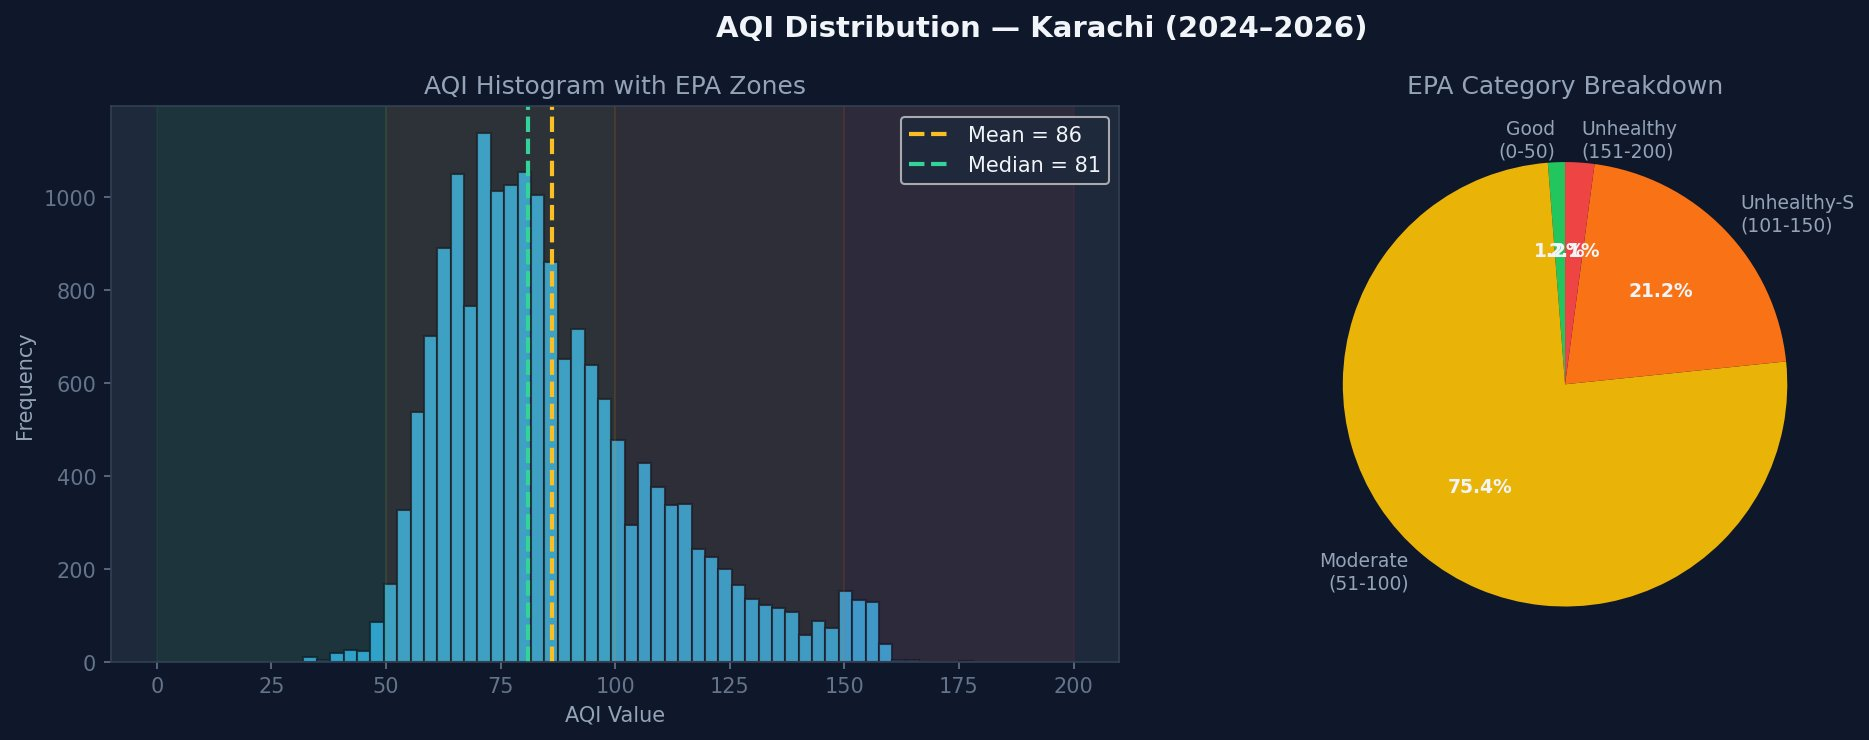 AQI Distribution — Karachi (2024–2026)
AQI Histogram with EPA Zones
Mean = 86
Median = 81
Frequency
1000
800
600
400
200
0
0 25 50 75 100 125 150 175 200
AQI Value
EPA Category Breakdown
Good
(0-50)
Unhealthy
(151-200)
Unhealthy-S
(101-150)
Moderate
(51-100)
21.2%
75.4%